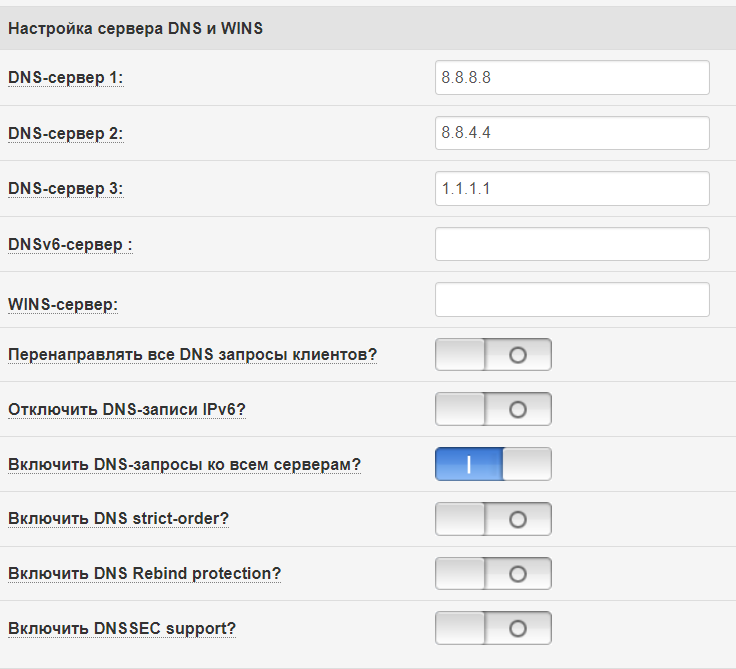 Настройка сервера DNS и WINS
DNS-сервер 1: 8.8.8.8
DNS-сервер 2: 8.8.4.4
DNS-сервер 3: 1.1.1.1
DNSv6-сервер :
WINS-сервер:
Перенаправлять все DNS запросы клиентов?
Отключить DNS-записи IPv6?
Включить DNS-запросы ко всем серверам?
Включить DNS strict-order?
Включить DNS Rebind protection?
Включить DNSSEC support?